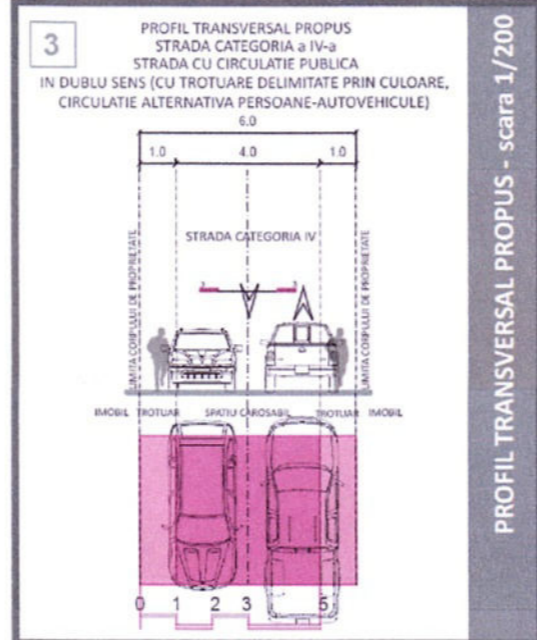 3
PROFIL TRANSVERSAL PROPUS
STRADA CATEGORIA a IV-a
STRADA CU CIRCULATIE PUBLICA
IN DUBLU SENS (CU TROTUARE DELIMITATE PRIN CULOARE,
CIRCULATIE ALTERNATIVA PERSOANE-AUTOVEHICULE)
6.0
1.0 4.0 1.0
STRADA CATEGORIA IV
LIMITA CORPULUI DE PROPRIETATE
LIMITA CORPULUI DE PROPRIETATE
IMOBIL TROTUAR SPATIU CAROSABIL TROTUAR IMOBIL
0 1 2 3 5
PROFIL TRANSVERSAL PROPUS - scara 1/200